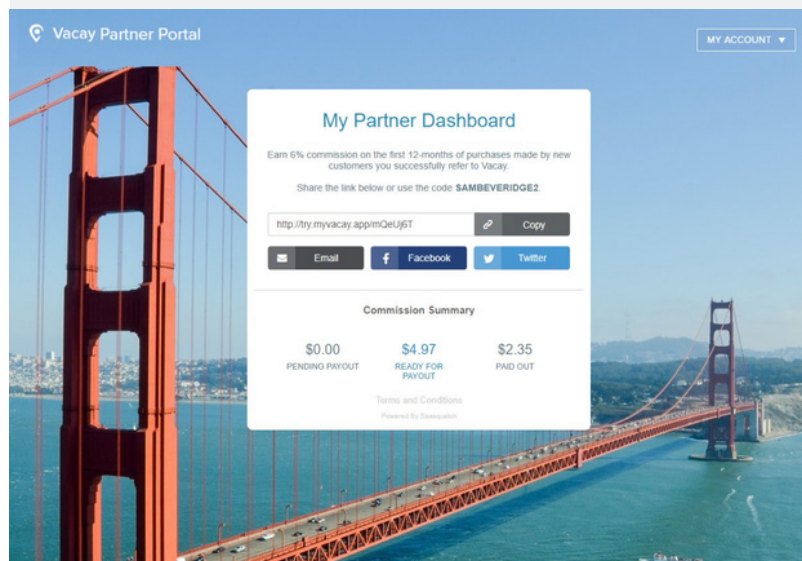 Vacay Partner Portal
MY ACCOUNT
My Partner Dashboard
Earn 6% commission on the first 12-months of purchases made by new
customers you successfully refer to Vacay.
Share the link below or use the code SAMBEVERIDGE2.
http://try.myvacay.app/mQeUj6T
Copy
Email
Facebook
Twitter
Commission Summary
$0.00
PENDING PAYOUT
$4.97
READY FOR
PAYOUT
$2.35
PAID OUT
Terms and Conditions
Powered By Saasquatch